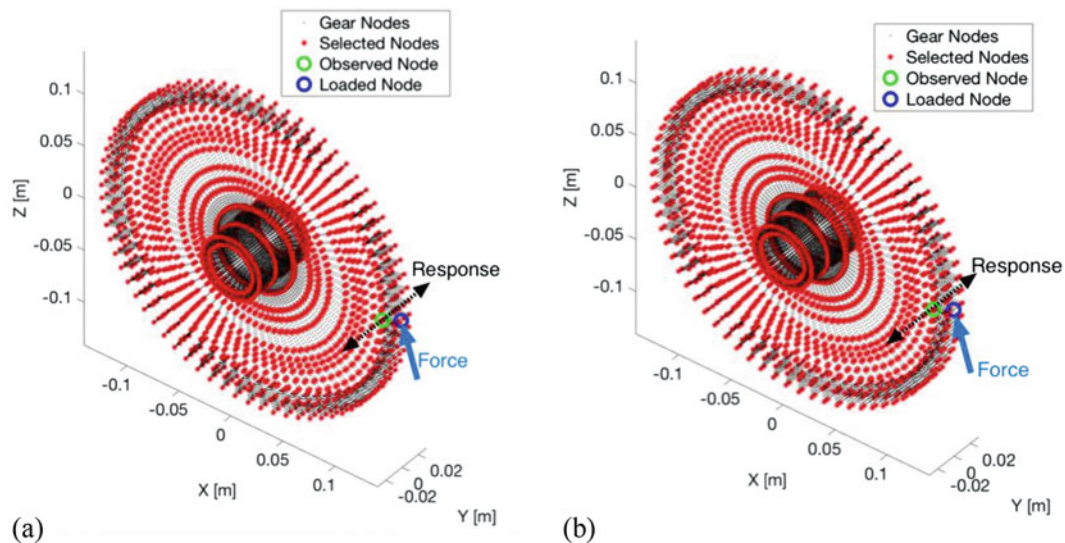 Gear Nodes
Selected Nodes
Observed Node
Loaded Node
0.1
0.05
0
-0.05
-0.1
Z [m]
Response
Force
-0.1
-0.05
0
0.05
0.1
X [m]
0.02
0
-0.02
Y [m]
(a)
Gear Nodes
Selected Nodes
Observed Node
Loaded Node
0.1
0.05
0
-0.05
-0.1
Z [m]
Response
Force
-0.1
-0.05
0
0.05
0.1
X [m]
0.02
0
-0.02
Y [m]
(b)